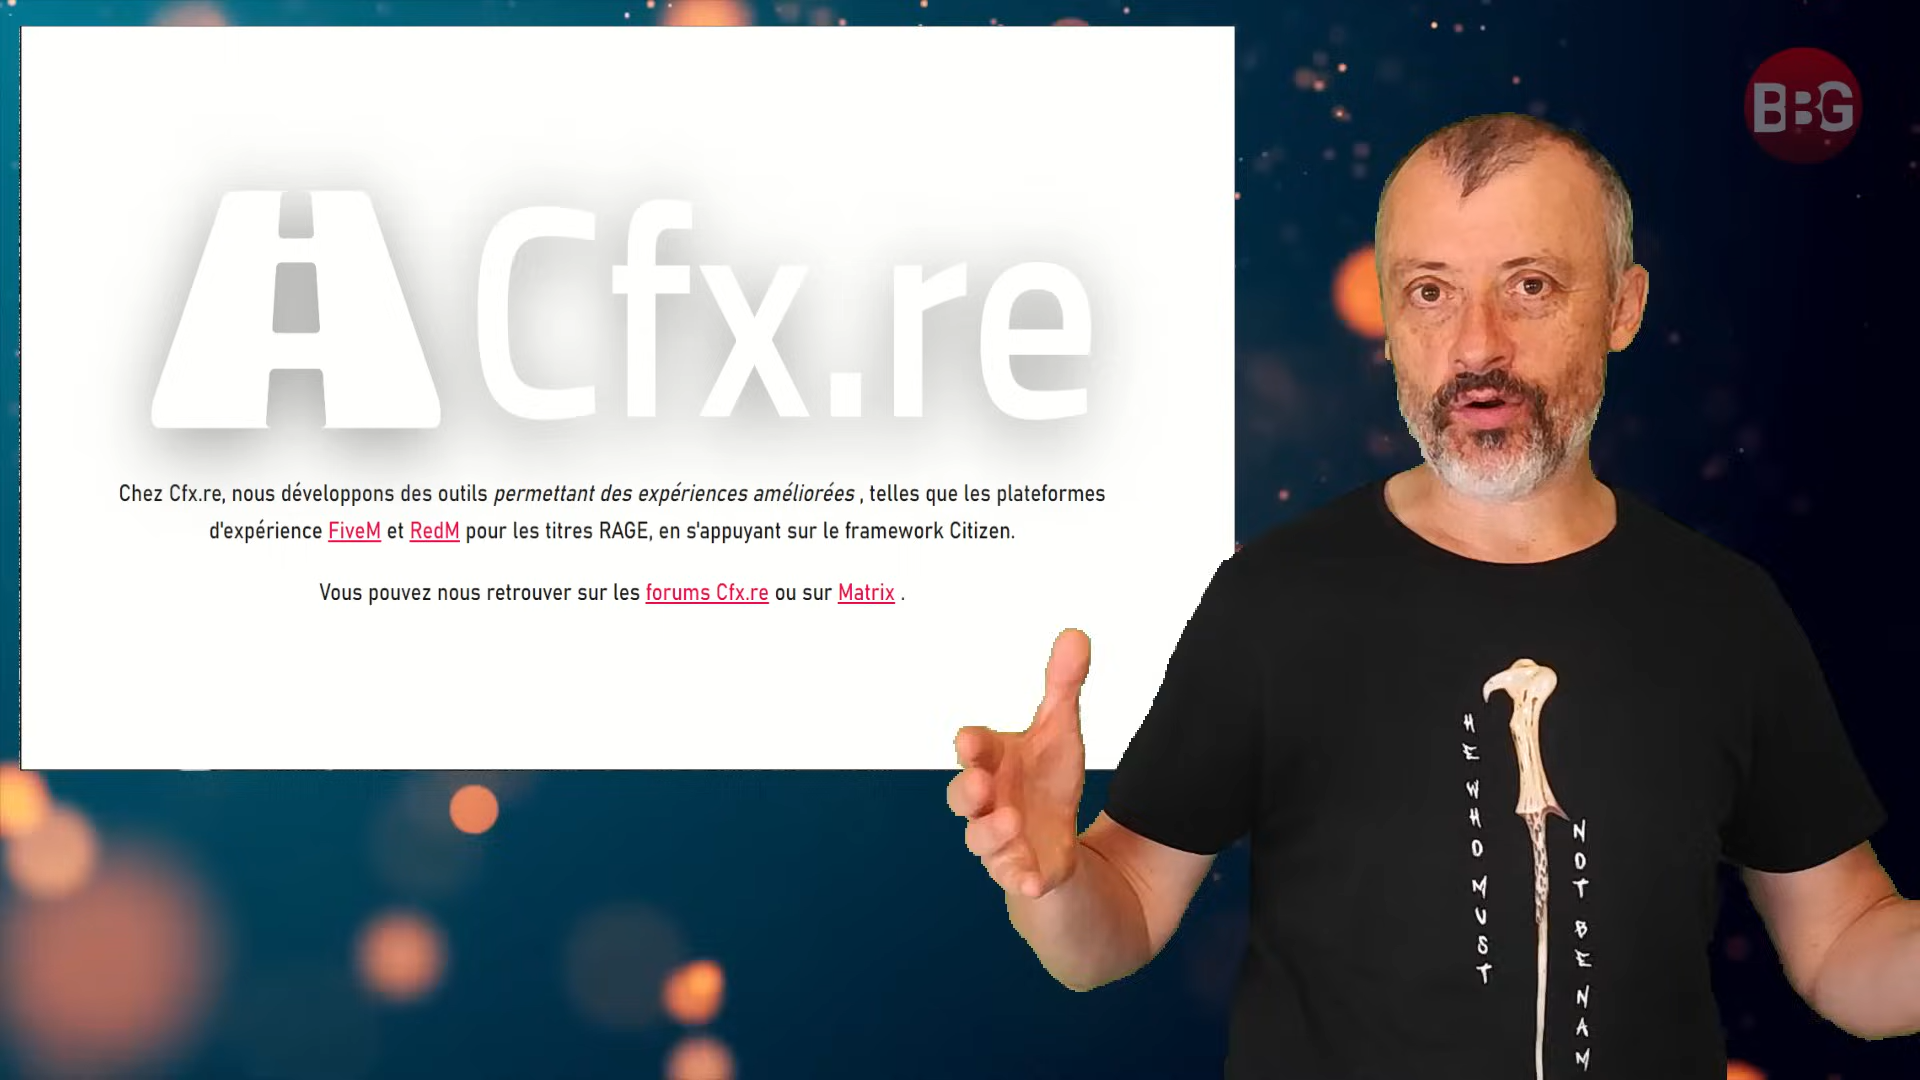 Cfx.re
Chez Cfx.re, nous développons des outils permettant des expériences améliorées , telles que les plateformes
d'expérience FiveM et RedM pour les titres RAGE, en s'appuyant sur le framework Citizen.
Vous pouvez nous retrouver sur les forums Cfx.re ou sur Matrix .
BBG
HE WHO MUST
NOT BE NAM